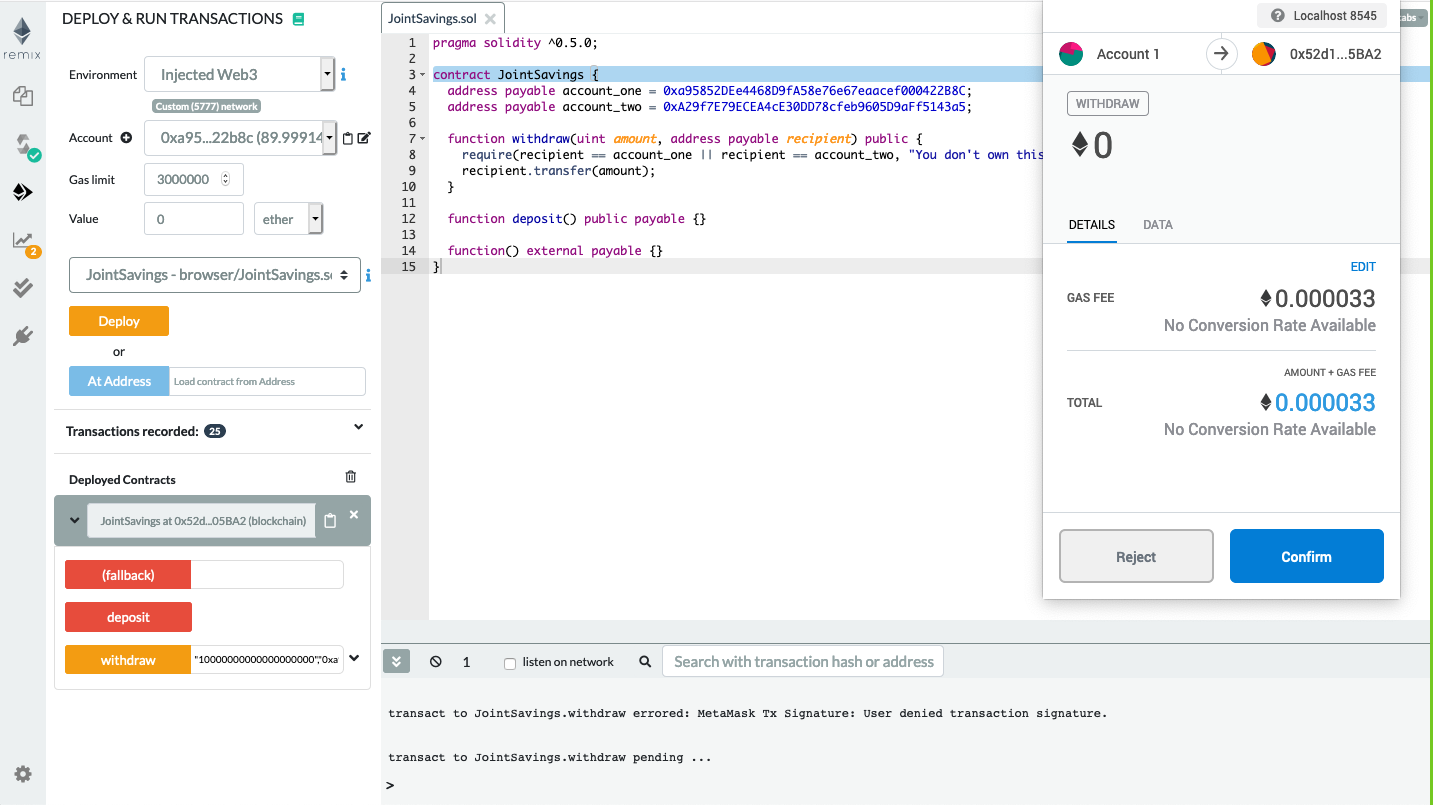 remix
2
DEPLOY & RUN TRANSACTIONS
Environment
Injected Web3
Custom (5777) network
Account
0xa95...22b8c (89.99914
Gas limit
3000000
Value
0
ether
JointSavings - browser/JointSavings.s
Deploy
or
At Address
Load contract from Address
Transactions recorded: 25
Deployed Contracts
JointSavings at 0x52d...05BA2 (blockchain)
(fallback)
deposit
withdraw
JointSavings.sol
1 pragma solidity ^0.5.0;
2
3 contract JointSavings {
4 address payable account_one = 0xa95852DEe4468D9fA58e76e67eaacef000422B8C;
5 address payable account_two = 0xA29f7E79ECEA4cE30DD78cfeb9605D9aFf5143a5;
6
7 function withdraw(uint amount, address payable recipient) public {
8 require(recipient == account_one || recipient == account_two, "You don't own this
9 recipient.transfer(amount);
10 }
11
12 function deposit() public payable {}
13
14 function() external payable {}
15 }
1
listen on network
Search with transaction hash or address
transact to JointSavings.withdraw errored: MetaMask Tx Signature: User denied transaction signature.
transact to JointSavings.withdraw pending ...
>
tabs
Localhost 8545
Account 1
0x52d1...5BA2
WITHDRAW
0
DETAILS
DATA
EDIT
GAS FEE
0.000033
No Conversion Rate Available
AMOUNT + GAS FEE
TOTAL
0.000033
No Conversion Rate Available
Reject
Confirm